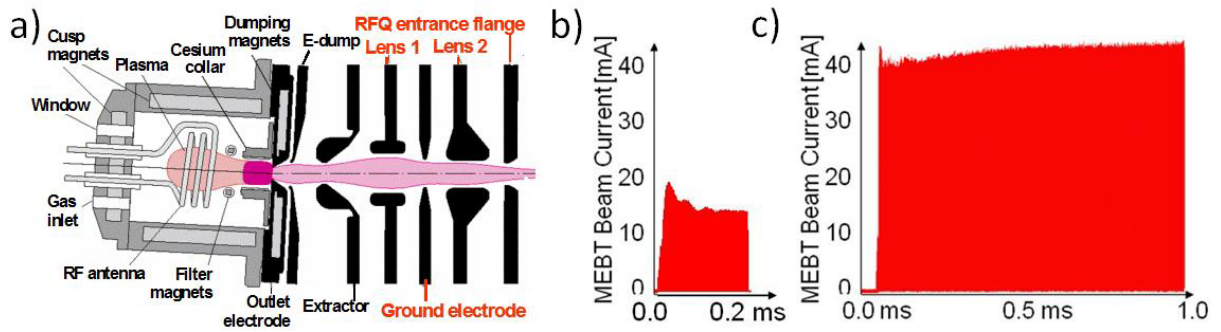 a)
Cusp
magnets
Plasma
Cesium
collar
Dumping
magnets
E-dump
RFQ entrance flange
Lens 1
Lens 2
Window
Gas
inlet
RF antenna
Filter
magnets
Outlet
electrode
Extractor
Ground electrode
b)
MEBT Beam Current[mA]
40
30
20
10
0
0.0
0.2 ms
c)
MEBT Beam Current[mA]
40
30
20
10
0
0.0 ms
0.5 ms
1.0